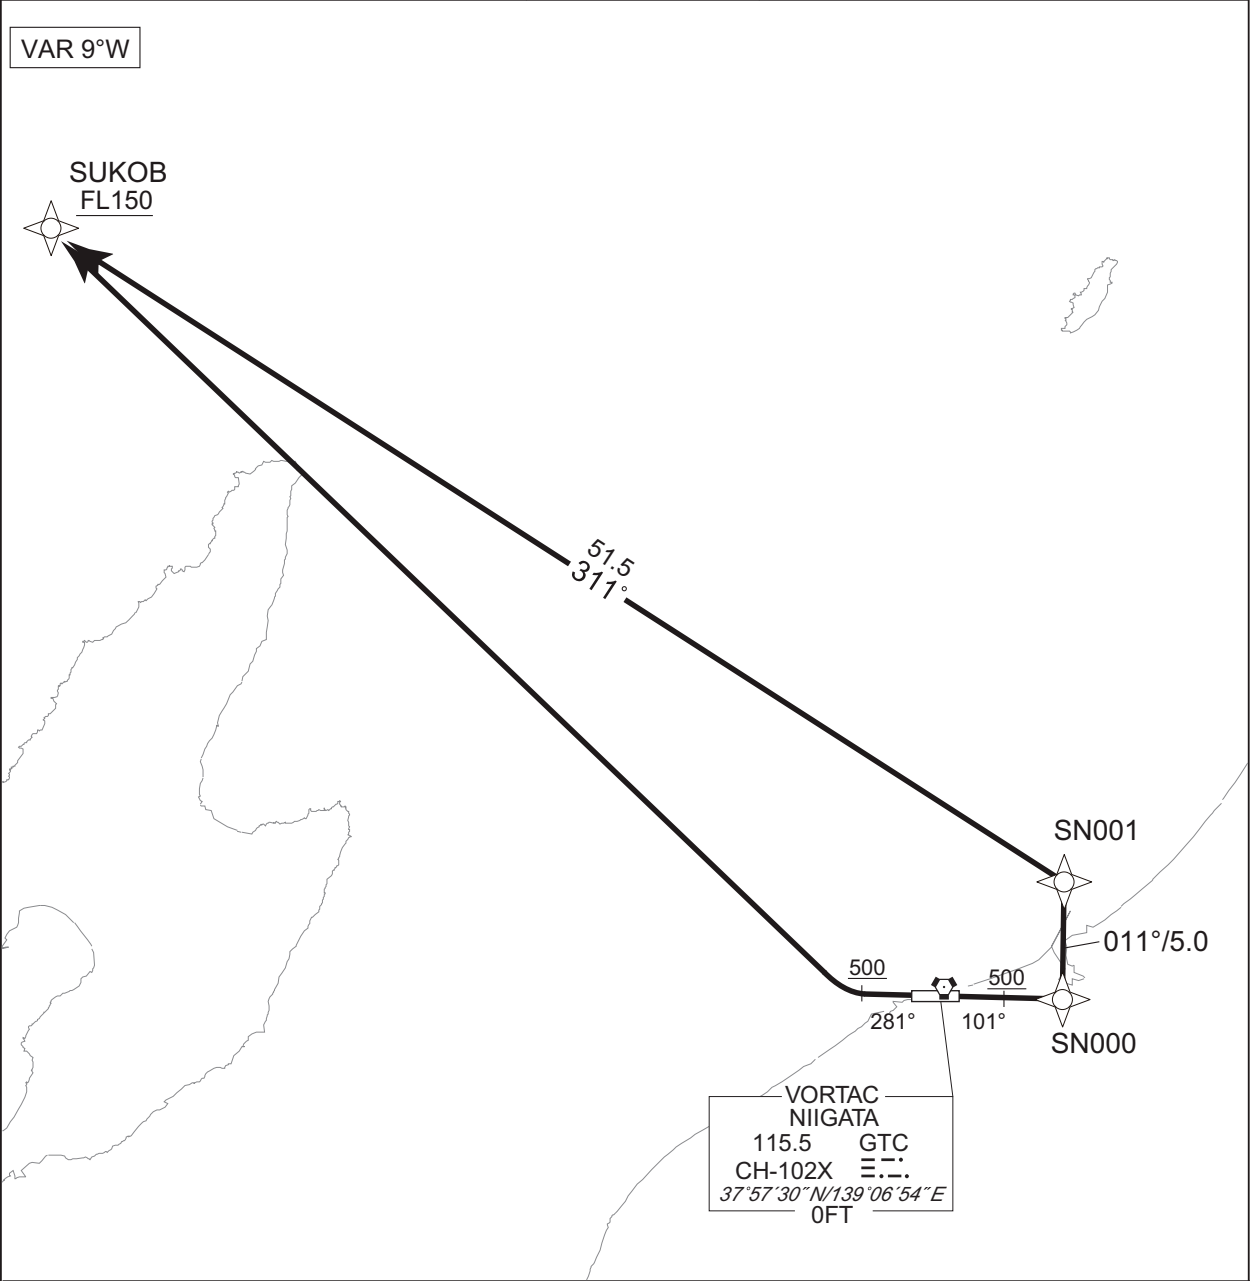 VAR 9°W
SUKOB
FL150
51.5
311°
SN001
011°/5.0
500
500
281°
101°
SN000
VORTAC
NIIGATA
115.5 GTC
CH-102X
37°57′30″N/139°06′54″E
0FT